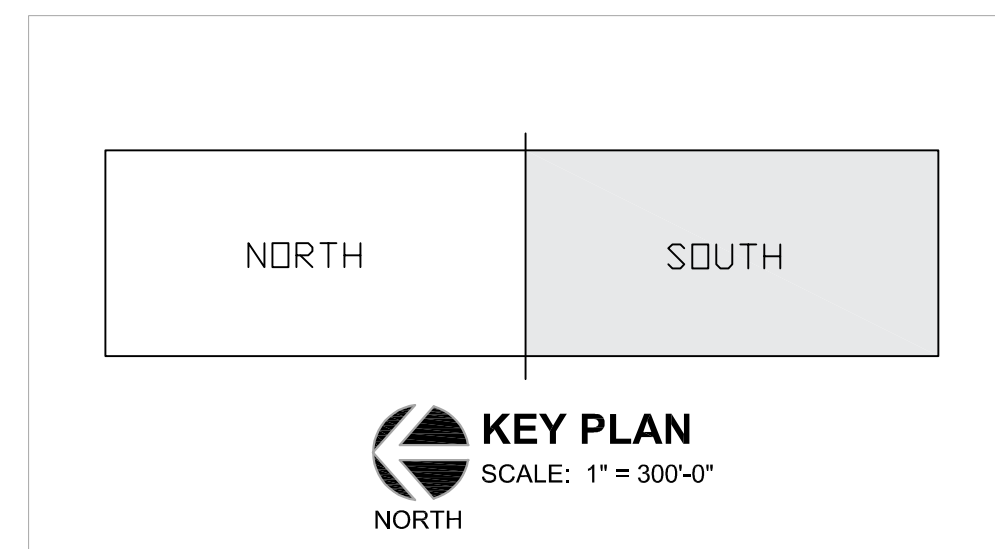 NORTH
SOUTH
KEY PLAN
SCALE: 1" = 300'-0"
NORTH